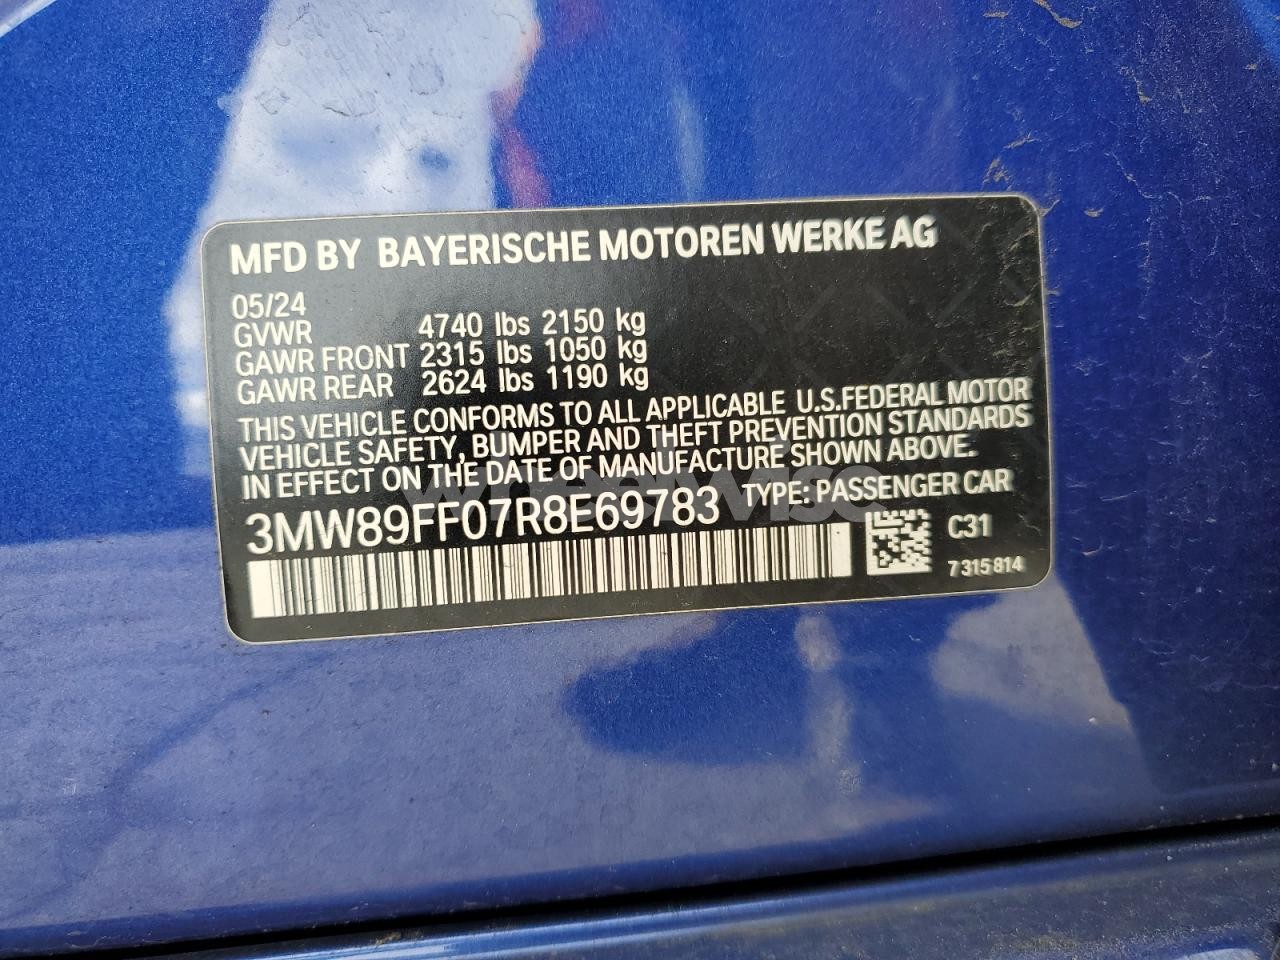 MFD BY BAYERISCHE MOTOREN WERKE AG
05/24
GVWR 4740 lbs 2150 kg
GAWR FRONT 2315 lbs 1050 kg
GAWR REAR 2624 lbs 1190 kg
THIS VEHICLE CONFORMS TO ALL APPLICABLE U.S.FEDERAL MOTOR
VEHICLE SAFETY, BUMPER AND THEFT PREVENTION STANDARDS
IN EFFECT ON THE DATE OF MANUFACTURE SHOWN ABOVE.
3MW89FF07R8E69783 TYPE: PASSENGER CAR
C31
7 315 814
wheelwise